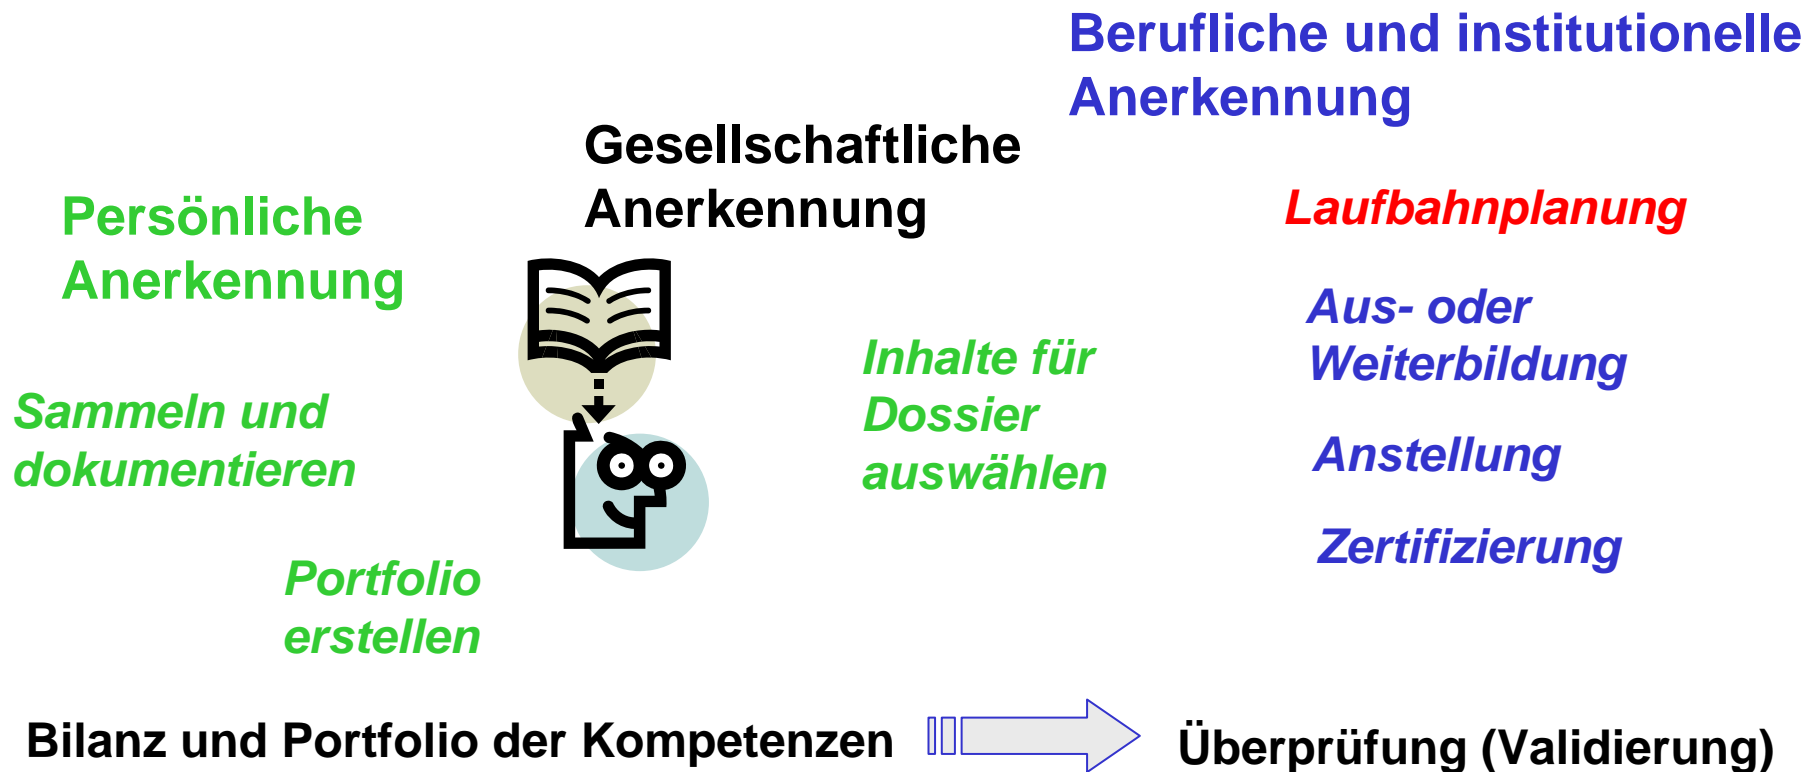 Berufliche und institutionelle
Anerkennung
Gesellschaftliche
Anerkennung
Persönliche
Anerkennung
Laufbahnplanung
Aus- oder
Weiterbildung
Inhalte für
Dossier
auswählen
Sammeln und
dokumentieren
Anstellung
Zertifizierung
Portfolio
erstellen
Bilanz und Portfolio der Kompetenzen
Überprüfung (Validierung)